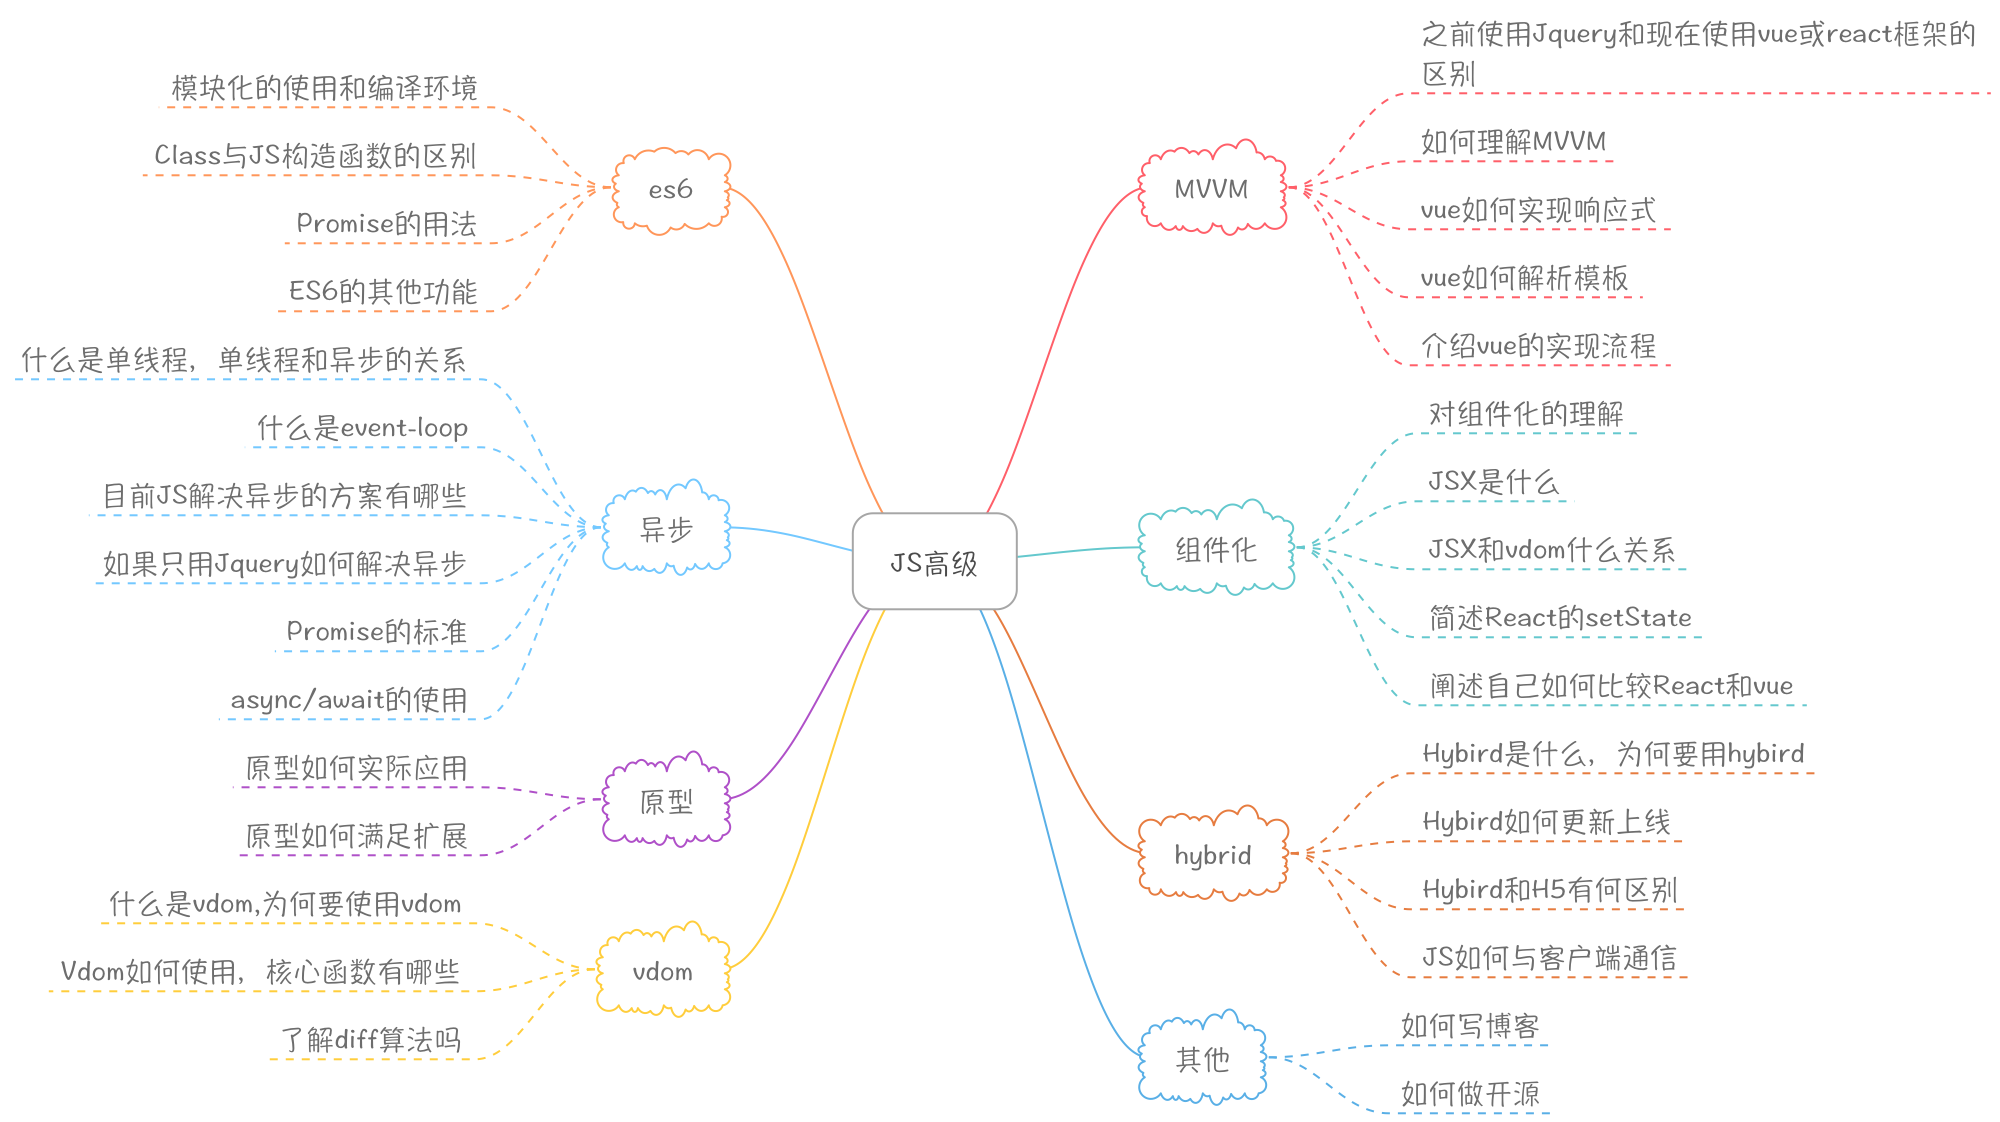 JS高级
es6
模块化的使用和编译环境
Class与JS构造函数的区别
Promise的用法
ES6的其他功能
异步
什么是单线程，单线程和异步的关系
什么是event-loop
目前JS解决异步的方案有哪些
如果只用Jquery如何解决异步
Promise的标准
async/await的使用
原型
原型如何实际应用
原型如何满足扩展
vdom
什么是vdom,为何要使用vdom
Vdom如何使用，核心函数有哪些
了解diff算法吗
MVVM
之前使用Jquery和现在使用vue或react框架的
区别
如何理解MVVM
vue如何实现响应式
vue如何解析模板
介绍vue的实现流程
组件化
对组件化的理解
JSX是什么
JSX和vdom什么关系
简述React的setState
阐述自己如何比较React和vue
hybrid
Hybird是什么，为何要用hybird
Hybird如何更新上线
Hybird和H5有何区别
JS如何与客户端通信
其他
如何写博客
如何做开源